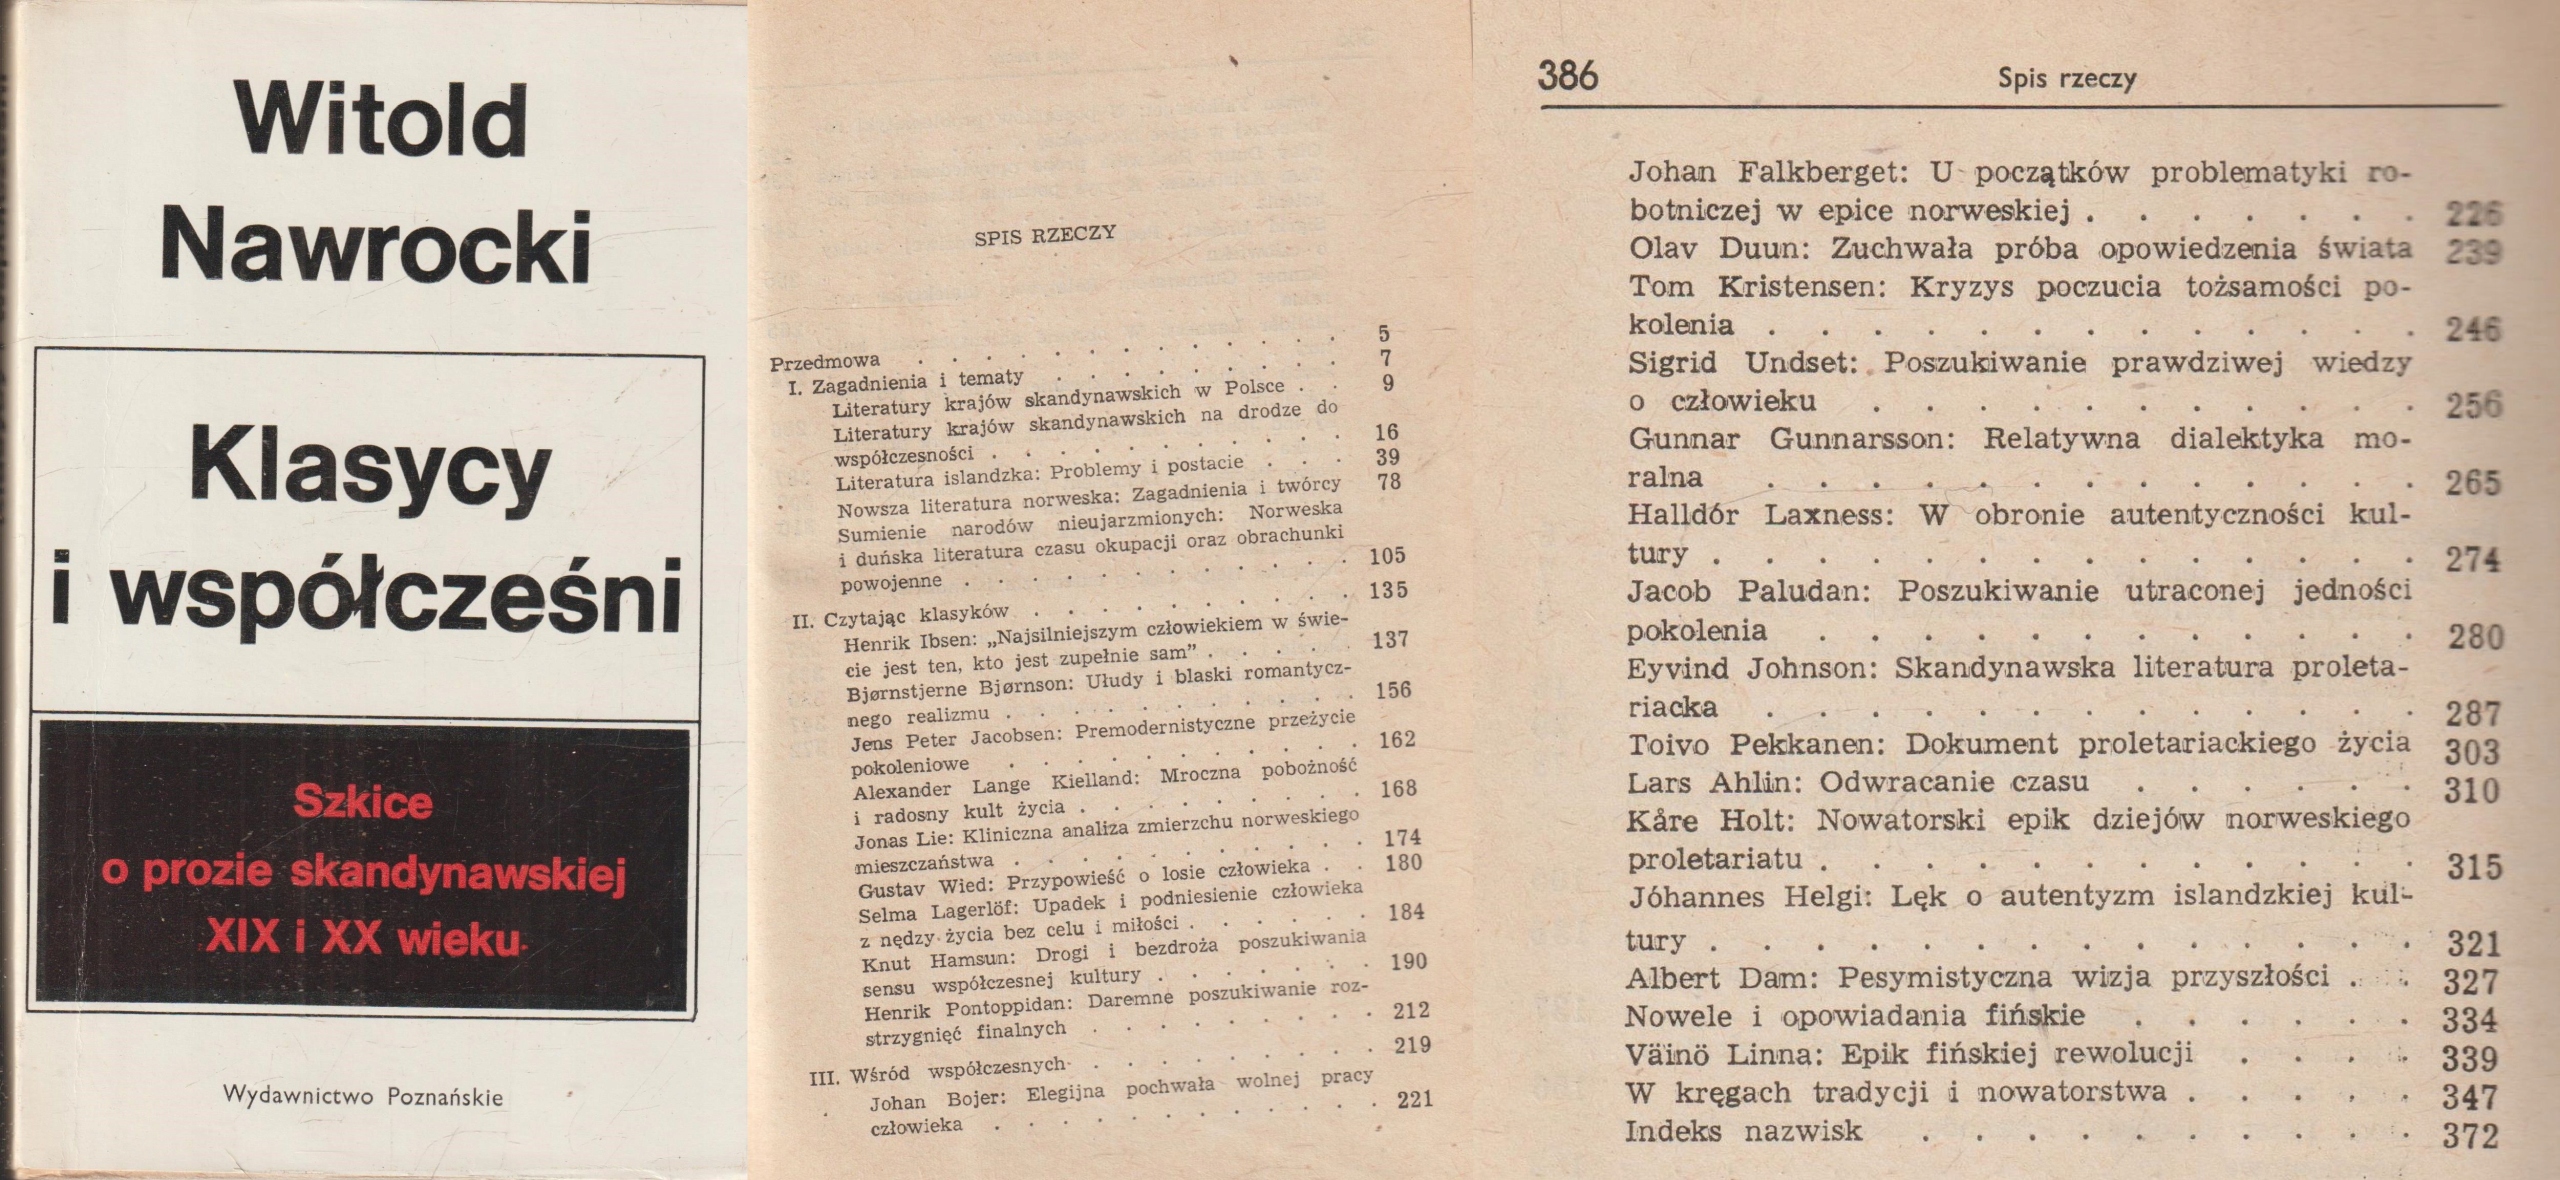 Witold
Nawrocki
Klasycy
i współcześni
Szkice
o prozie skandynawskiej
XIX i XX wieku
Wydawnictwo Poznańskie
SPIS RZECZY
Przedmowa . . . . . . . . . . . . 5
I. Zagadnienia i tematy . . . . . . . . . 7
Literatury krajów skandynawskich w Polsce . . 9
Literatury krajów skandynawskich na drodze do
współczesności . . . . . . . . . . . 16
Literatura islandzka: Problemy i postacie . . . 39
Nowsza literatura norweska: Zagadnienia i twórcy 78
Sumienie narodów nieujarzmionych: Norweska
i duńska literatura czasu okupacji oraz obrachunki
powojenne . . . . . . . . . . . . 105
II. Czytając klasyków . . . . . . . . . . 135
Henrik Ibsen: „Najsilniejszym człowiekiem w świe-
cie jest ten, kto jest zupełnie sam” . . . . . 137
Bjørnstjerne Bjørnson: Ułudy i blaski romantycz-
nego realizmu . . . . . . . . . . . 156
Jens Peter Jacobsen: Premodernistyczne przeżycie
pokoleniowe . . . . . . . . . . . 162
Alexander Lange Kielland: Mroczna pobożność
i radosny kult życia . . . . . . . . . 168
Jonas Lie: Kliniczna analiza zmierzchu norweskiego
mieszczaństwa . . . . . . . . . . . 174
Gustav Wied: Przypowieść o losie człowieka . . 180
Selma Lagerlöf: Upadek i podniesienie człowieka
z nędzy życia bez celu i miłości . . . . . . 184
Knut Hamsun: Drogi i bezdroża poszukiwania
sensu współczesnej kultury . . . . . . . 190
Henrik Pontoppidan: Daremne poszukiwanie roz-
strzygnięć finalnych . . . . . . . . . 212
III. Wśród współczesnych . . . . . . . . . 219
Johan Bojer: Elegijna pochwała wolnej pracy
człowieka . . . . . . . . . . . . 221
386 Spis rzeczy
Johan Falkberget: U początków problematyki ro-
botniczej w epice norweskiej . . . . . . . 226
Olav Duun: Zuchwała próba opowiedzenia świata 239
Tom Kristensen: Kryzys poczucia tożsamości po-
kolenia . . . . . . . . . . . . . 246
Sigrid Undset: Poszukiwanie prawdziwej wiedzy
o człowieku . . . . . . . . . . . 256
Gunnar Gunnarsson: Relatywna dialektyka mo-
ralna . . . . . . . . . . . . . 265
Halldór Laxness: W obronie autentyczności kul-
tury . . . . . . . . . . . . . . 274
Jacob Paludan: Poszukiwanie utraconej jedności
pokolenia . . . . . . . . . . . . 280
Eyvind Johnson: Skandynawska literatura proleta-
riacka . . . . . . . . . . . . . 287
Toivo Pekkanen: Dokument proletariackiego życia 303
Lars Ahlin: Odwracanie czasu . . . . . . 310
Kåre Holt: Nowatorski epik dziejów norweskiego
proletariatu . . . . . . . . . . . . 315
Jóhannes Helgi: Lęk o autentyzm islandzkiej kul-
tury . . . . . . . . . . . . . . 321
Albert Dam: Pesymistyczna wizja przyszłości . . 327
Nowele i opowiadania fińskie . . . . . . 334
Väinö Linna: Epik fińskiej rewolucji . . . . 339
W kręgach tradycji i nowatorstwa . . . . . 347
Indeks nazwisk . . . . . . . . . . 372